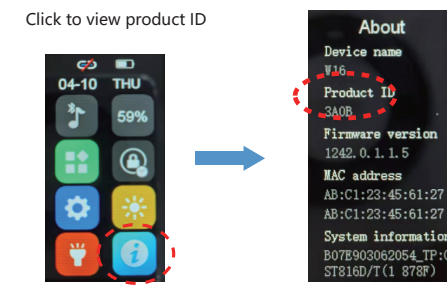 Click to view product ID
04-10 THU
59%
About
Device name
W16
Product ID
3A0B
Firmware version
1242.0.1.1.5
MAC address
AB:C1:23:45:61:27
AB:C1:23:45:61:27
System information
B07E903062054_TP:0
ST816D/T(1 878F)